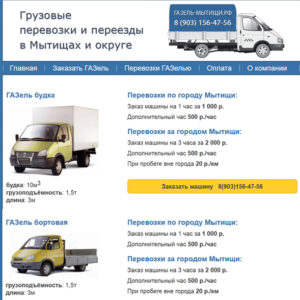 Грузовые
перевозки и переезды
в Мытищах и округе
ГАЗЕЛЬ-МЫТИЩИ.РФ
8 (903) 156-47-56
Главная
Заказать ГАЗель
Перевозки ГАЗелью
Оплата
О компании
ГАЗель будка
Перевозки по городу Мытищи:
Заказ машины на 1 час за 1 000 р.
Дополнительный час 500 р./час
Перевозки за городом Мытищи:
Заказ машины на 3 часа за 2 000 р.
Дополнительный час 500 р./час
При пробеге вне города 20 р./км
будка: 10м3
грузоподъёмность: 1,5т
длина: 3м
Заказать машину 8(903)156-47-56
ГАЗель бортовая
Перевозки по городу Мытищи:
Заказ машины на 1 час за 1 000 р.
Дополнительный час 500 р./час
Перевозки за городом Мытищи:
Заказ машины на 3 часа за 2 000 р.
Дополнительный час 500 р./час
При пробеге вне города 20 р./км
грузоподъёмность: 1,5т
длина: 3м